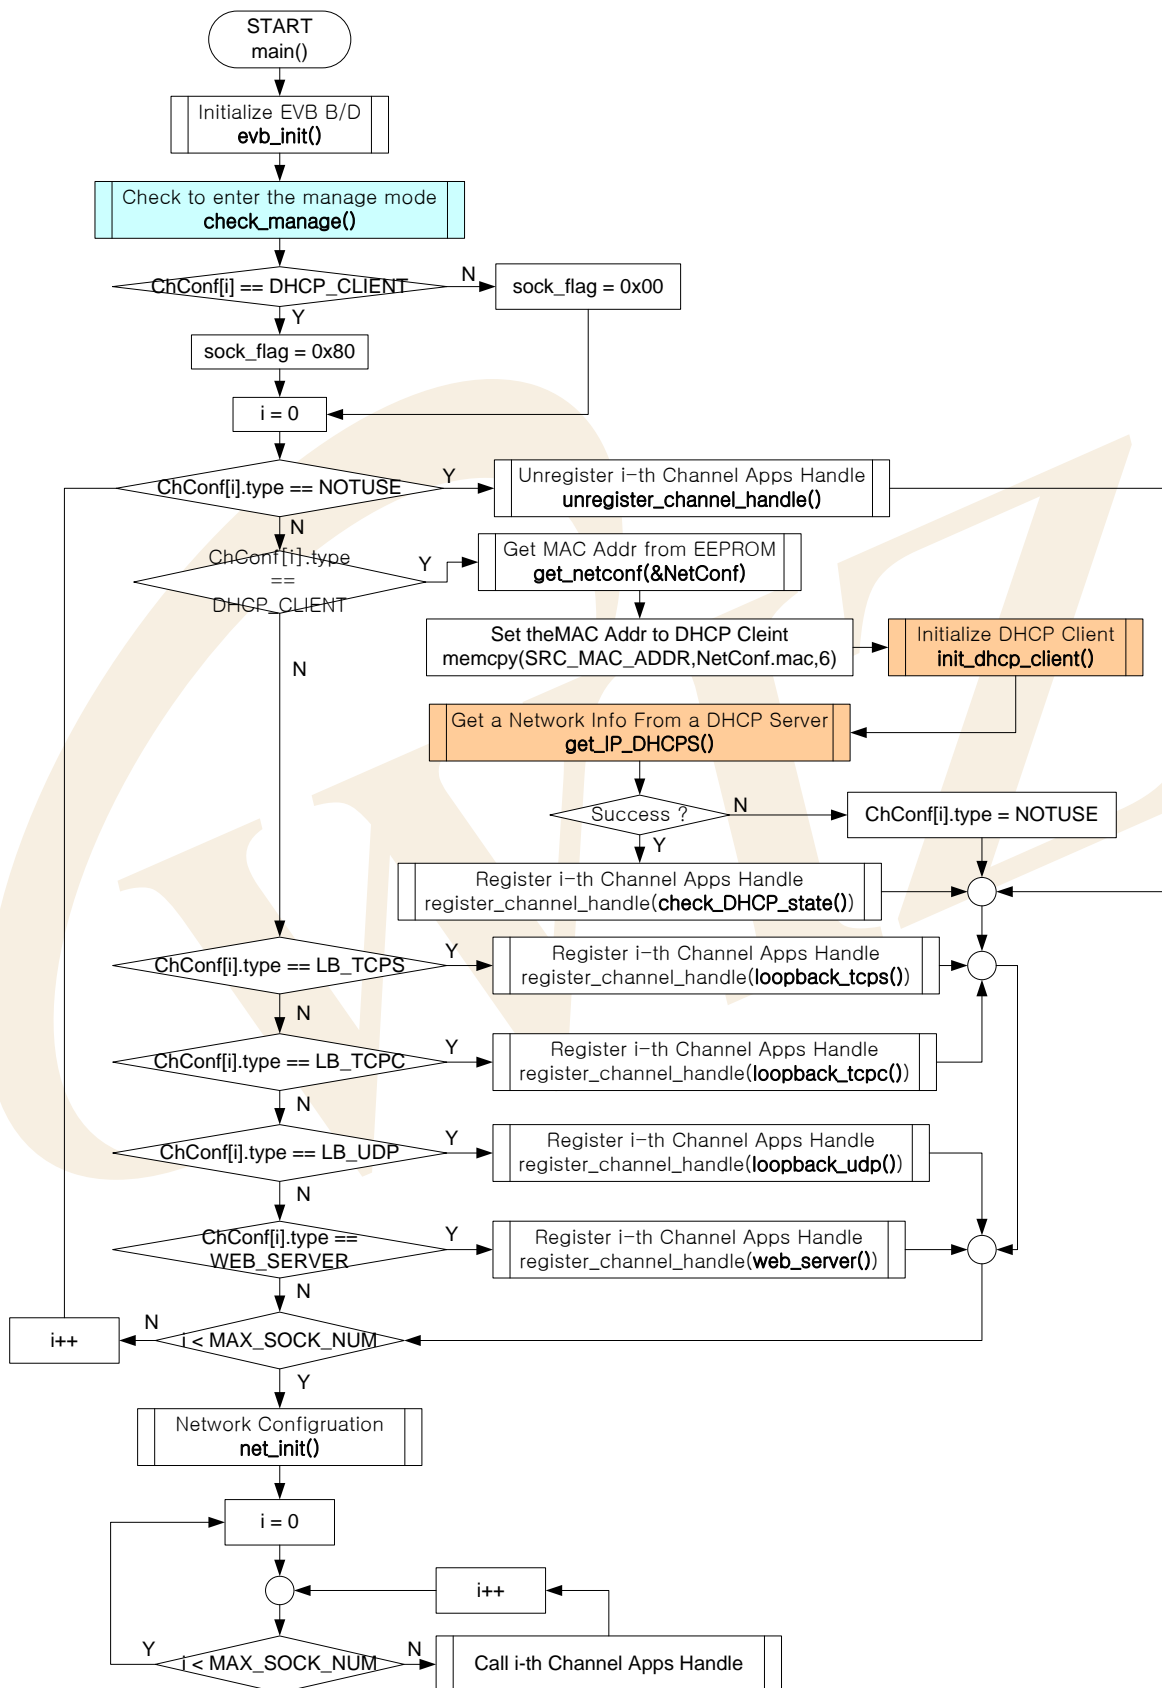 START
main()
Initialize EVB B/D
evb_init()
Check to enter the manage mode
check_manage()
ChConf[i] == DHCP_CLIENT
N
sock_flag = 0x00
Y
sock_flag = 0x80
i = 0
ChConf[i].type == NOTUSE
Y
Unregister i-th Channel Apps Handle
unregister_channel_handle()
N
ChConf[i].type
==
DHCP_CLIENT
Y
Get MAC Addr from EEPROM
get_netconf(&NetConf)
Set theMAC Addr to DHCP Cleint
memcpy(SRC_MAC_ADDR,NetConf.mac,6)
Initialize DHCP Client
init_dhcp_client()
N
Get a Network Info From a DHCP Server
get_IP_DHCPS()
Success ?
N
ChConf[i].type = NOTUSE
Y
Register i-th Channel Apps Handle
register_channel_handle(check_DHCP_state())
ChConf[i].type == LB_TCPS
Y
Register i-th Channel Apps Handle
register_channel_handle(loopback_tcps())
N
ChConf[i].type == LB_TCPC
Y
Register i-th Channel Apps Handle
register_channel_handle(loopback_tcpc())
N
ChConf[i].type == LB_UDP
Y
Register i-th Channel Apps Handle
register_channel_handle(loopback_udp())
N
ChConf[i].type ==
WEB_SERVER
Y
Register i-th Channel Apps Handle
register_channel_handle(web_server())
N
i < MAX_SOCK_NUM
N
i++
Y
Network Configruation
net_init()
i = 0
i++
i < MAX_SOCK_NUM
Y
N
Call i-th Channel Apps Handle